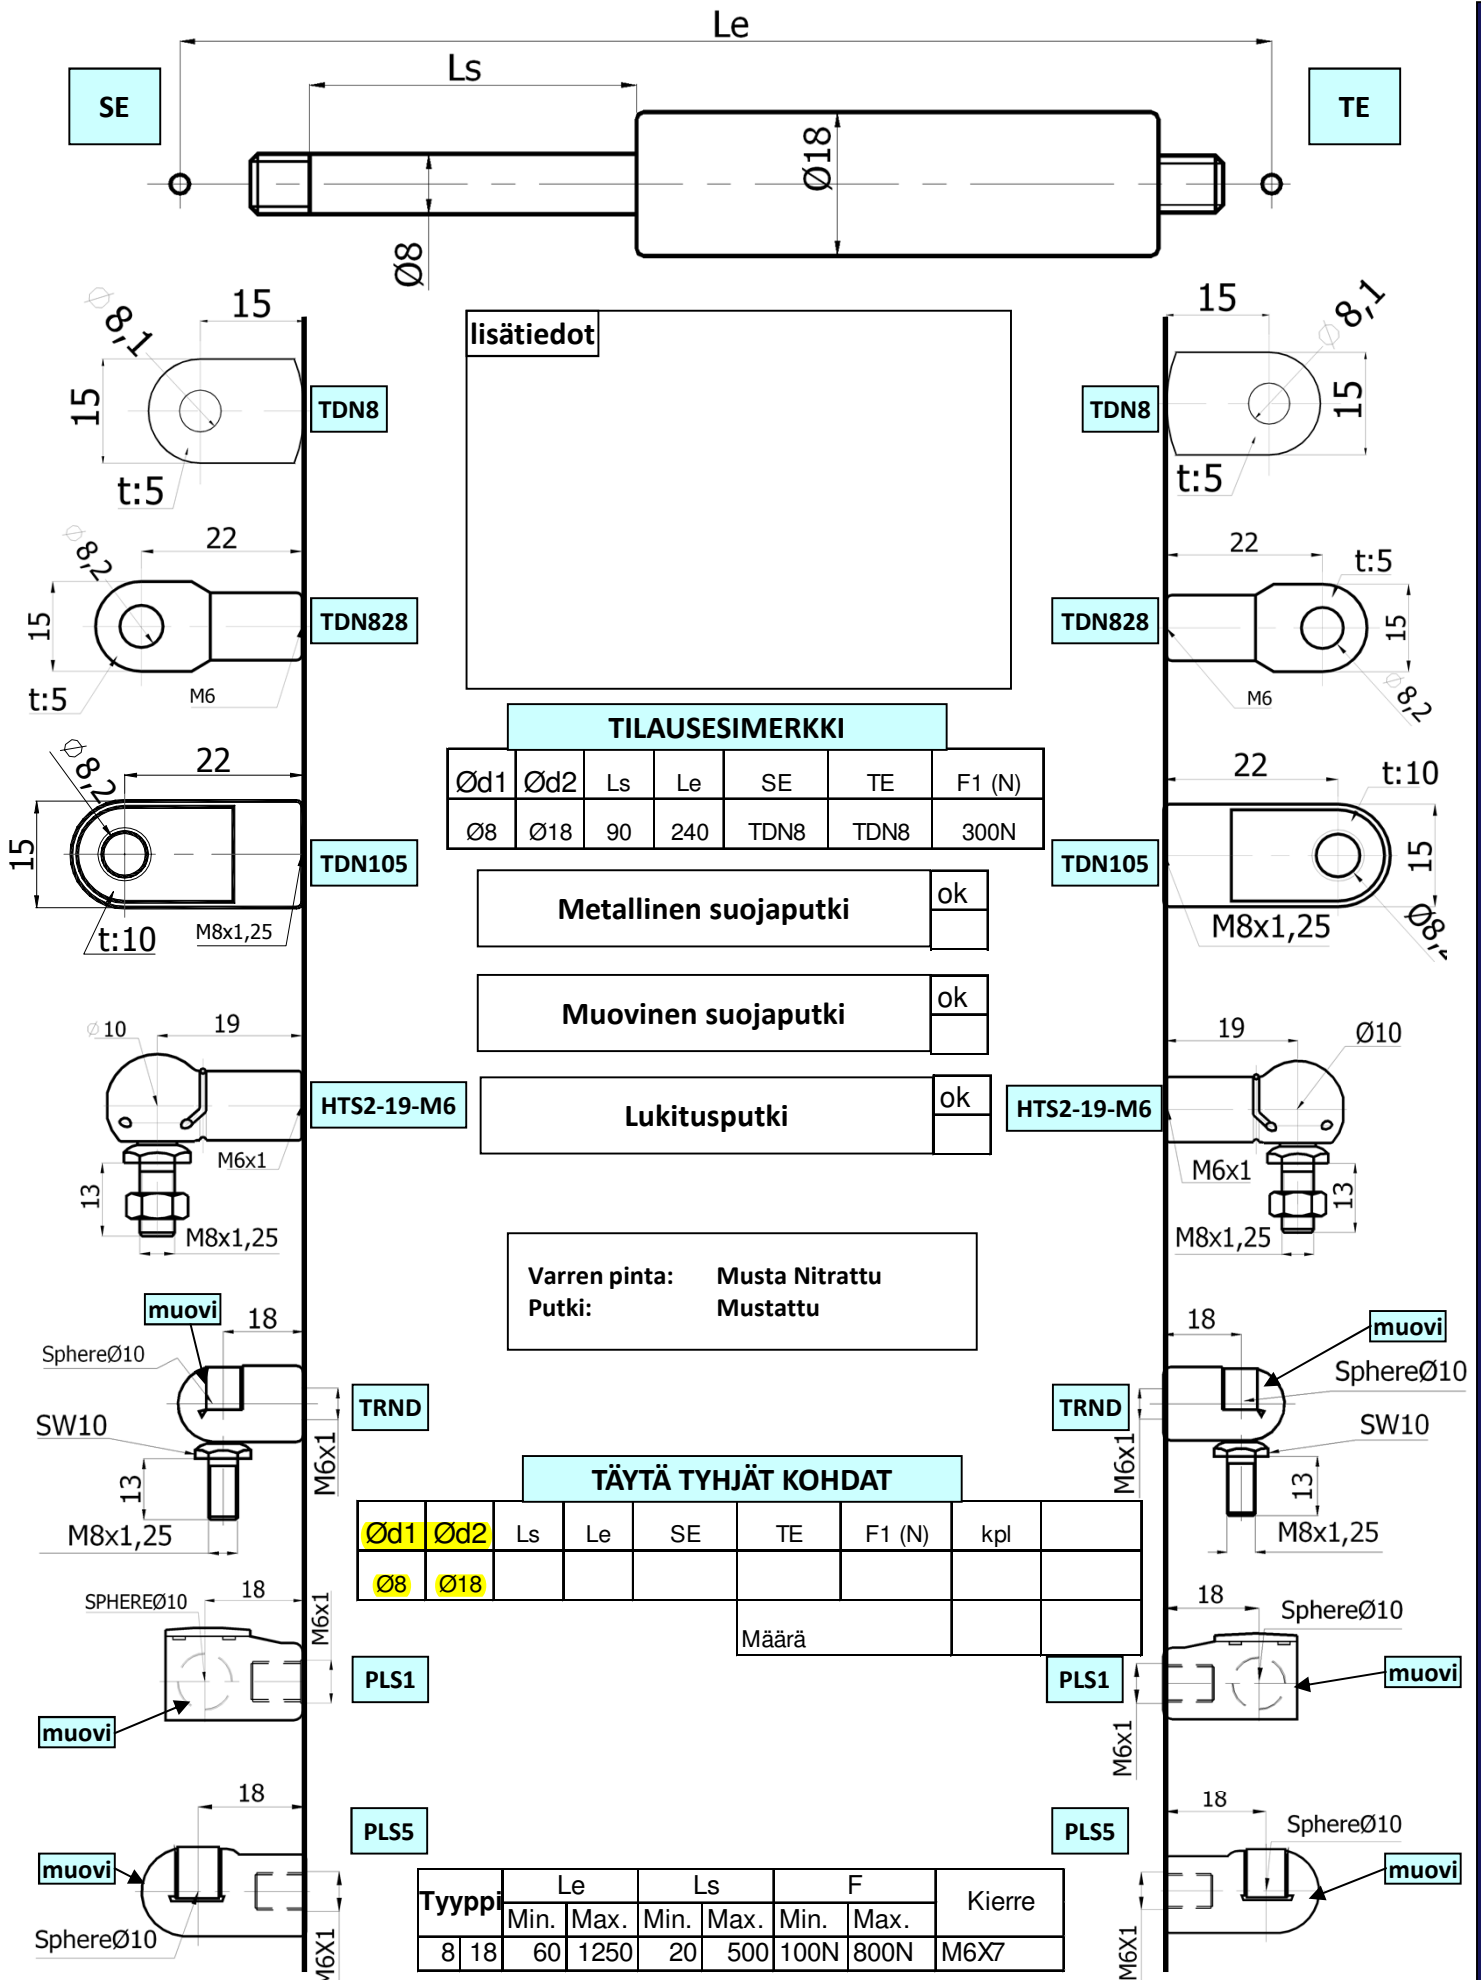 Le
Ls
SE
TE
Ø18
Ø8
Ø 8,1
15
15
t:5
TDN8
lisätiedot
TDN8
15
Ø 8,1
15
t:5
Ø 8,2
22
15
t:5
M6
TDN828
TDN828
22
t:5
15
M6
Ø 8,2
TILAUSESIMERKKI
Ød1 Ød2 Ls Le SE TE F1 (N)
Ø8 Ø18 90 240 TDN8 TDN8 300N
Ø 8,2
22
15
t:10
M8x1,25
TDN105
TDN105
22
t:10
15
M8x1,25
Metallinen suojaputki
ok
Muovinen suojaputki
ok
Lukitusputki
ok
Ø 10
19
HTS2-19-M6
M6x1
13
M8x1,25
HTS2-19-M6
19
Ø10
M6x1
13
M8x1,25
Varren pinta: Musta Nitrattu
Putki: Mustattu
muovi
18
SphereØ10
SW10
13
M8x1,25
M6x1
TRND
TRND
18
muovi
SphereØ10
SW10
M6x1
13
M8x1,25
TÄYTÄ TYHJÄT KOHDAT
Ød1 Ød2 Ls Le SE TE F1 (N) kpl
Ø8 Ø18
Määrä
SPHEREØ10
18
M6x1
PLS1
muovi
PLS1
18
SphereØ10
muovi
M6x1
18
PLS5
muovi
SphereØ10
M6X1
PLS5
18
SphereØ10
muovi
M6X1
Tyyppi Le Ls F Kierre
Min. Max. Min. Max. Min. Max.
8 18 60 1250 20 500 100N 800N M6X7